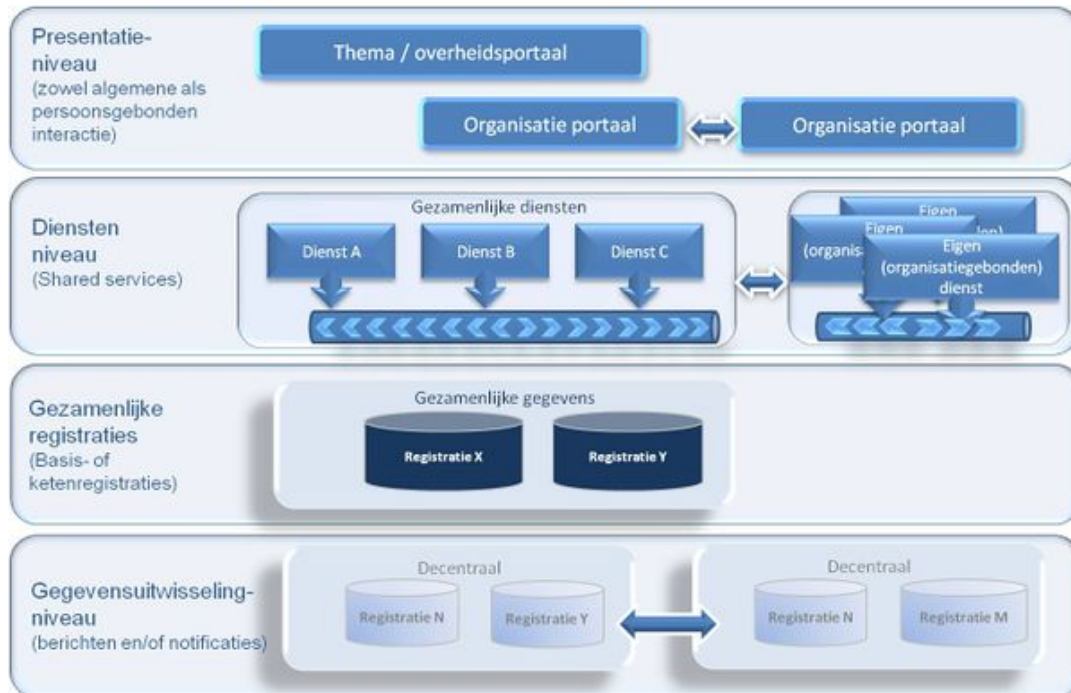 Presentatie-
niveau
(zowel algemene als
persoonsgebonden
interactie)
Thema / overheidsportaal
Organisatie portaal
Organisatie portaal
Diensten
niveau
(Shared services)
Gezamenlijke diensten
Dienst A
Dienst B
Dienst C
Eigen
Eigen
(organis
len)
Eigen
(organisatiegebonden)
dienst
Gezamenlijke
registraties
(Basis- of
ketenregistraties)
Gezamenlijke gegevens
Registratie X
Registratie Y
Gegevensuitwisseling-
niveau
(berichten en/of notificaties)
Decentraal
Registratie N
Registratie Y
Decentraal
Registratie N
Registratie M